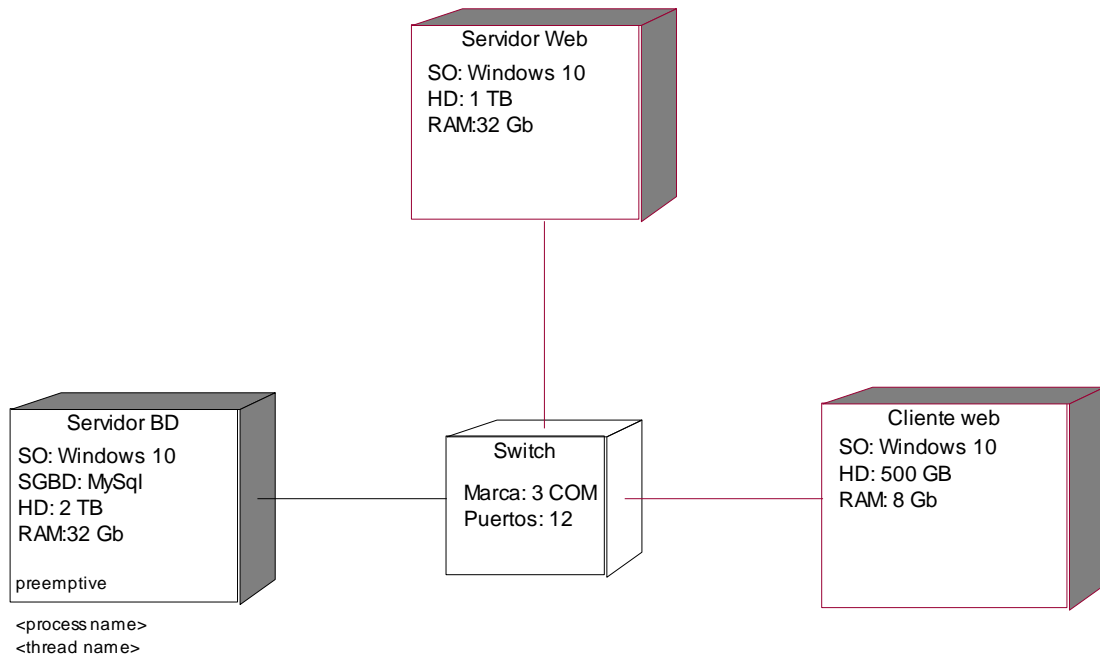 Servidor Web
SO: Windows 10
HD: 1 TB
RAM:32 Gb
Servidor BD
SO: Windows 10
SGBD: MySql
HD: 2 TB
RAM:32 Gb
preemptive
<process name>
<thread name>
Switch
Marca: 3 COM
Puertos: 12
Cliente web
SO: Windows 10
HD: 500 GB
RAM: 8 Gb